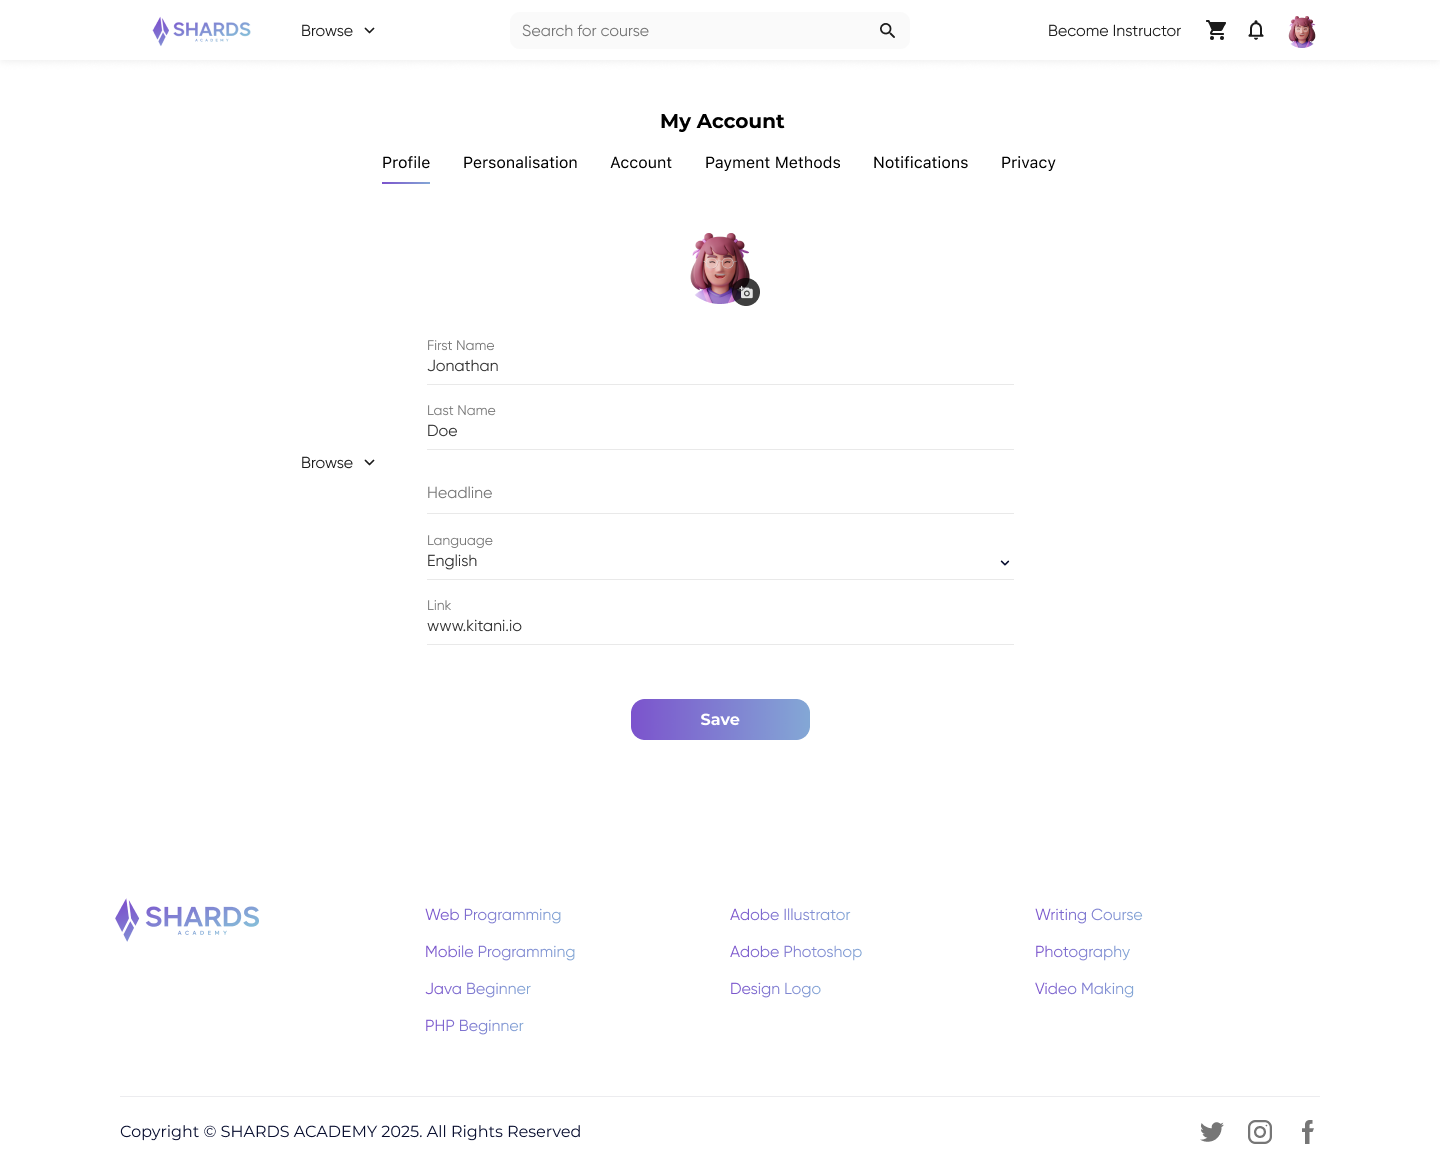 SHARDS
ACADEMY
Browse
Search for course
Become Instructor
My Account
Profile Personalisation Account Payment Methods Notifications Privacy
First Name
Jonathan
Last Name
Doe
Browse
Headline
Language
English
Link
www.kitani.io
Save
SHARDS
ACADEMY
Web Programming
Mobile Programming
Java Beginner
PHP Beginner
Adobe Illustrator
Adobe Photoshop
Design Logo
Writing Course
Photography
Video Making
Copyright © SHARDS ACADEMY 2025. All Rights Reserved